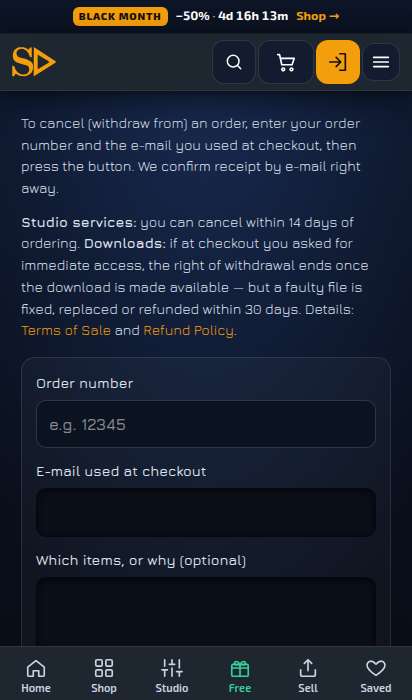 BLACK MONTH −50% · 4d 16h 13m Shop →
S
To cancel (withdraw from) an order, enter your order
number and the e-mail you used at checkout, then
press the button. We confirm receipt by e-mail right
away.
Studio services: you can cancel within 14 days of
ordering. Downloads: if at checkout you asked for
immediate access, the right of withdrawal ends once
the download is made available — but a faulty file is
fixed, replaced or refunded within 30 days. Details:
Terms of Sale and Refund Policy.
Order number
e.g. 12345
E-mail used at checkout
Which items, or why (optional)
Home Shop Studio Free Sell Saved